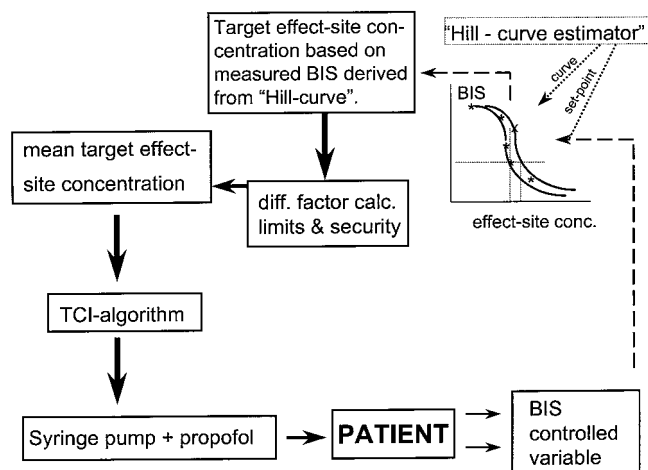 Target effect-site con-
centration based on
measured BIS derived
from “Hill-curve”.
“Hill - curve estimator”
curve
set-point
BIS
effect-site conc.
mean target effect-
site concentration
diff. factor calc.
limits & security
TCI-algorithm
Syringe pump + propofol
PATIENT
BIS
controlled
variable